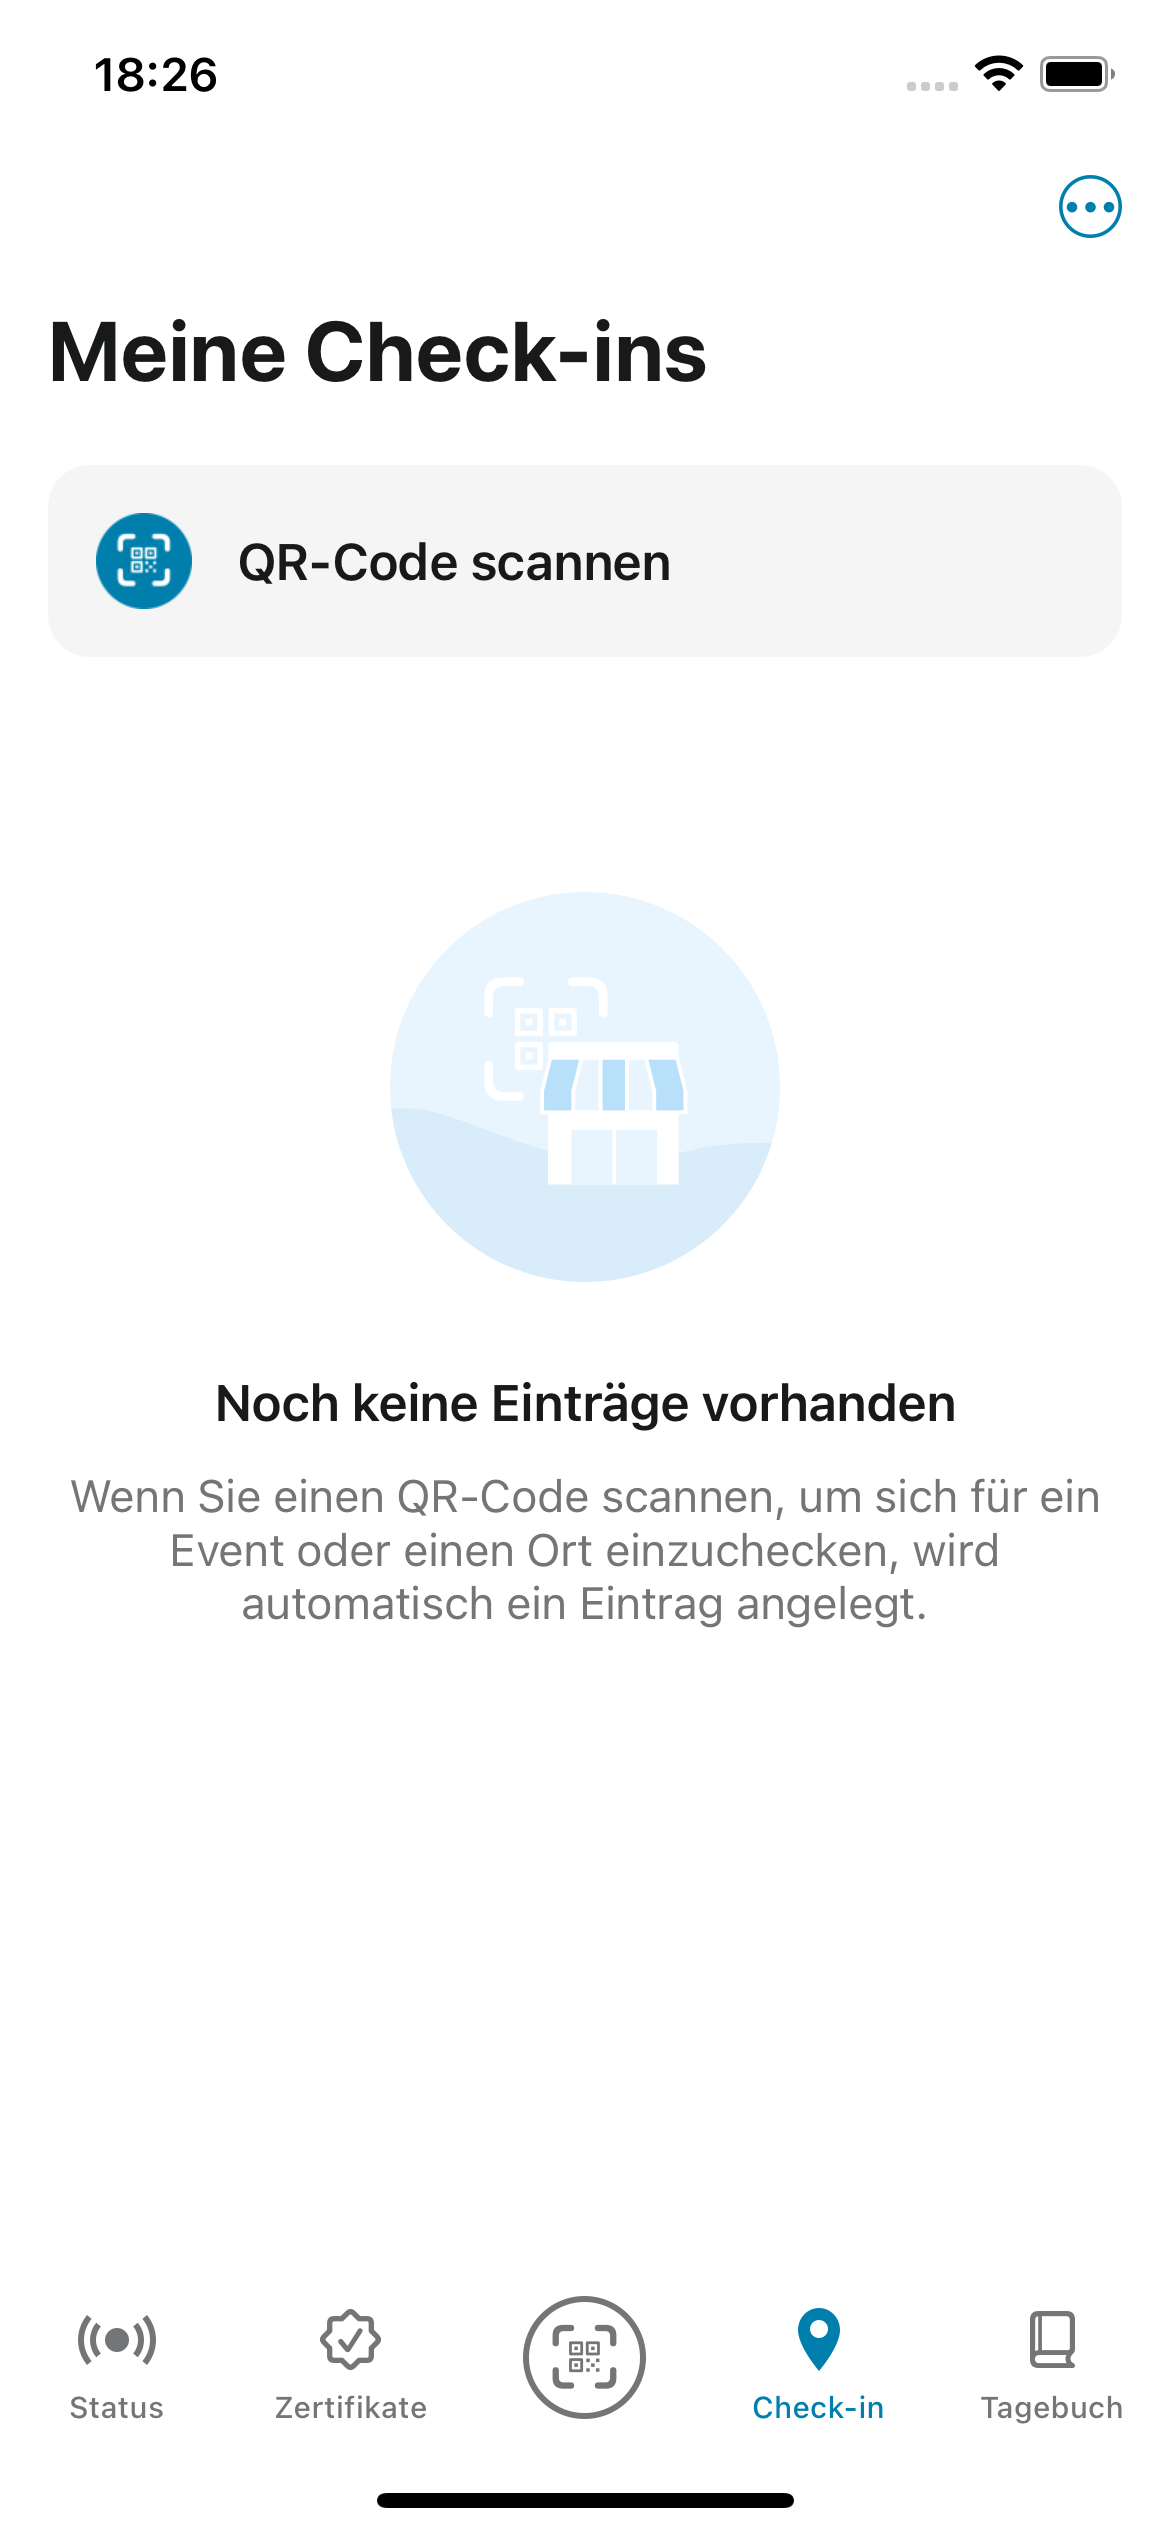 18:26
Meine Check-ins
QR-Code scannen
Noch keine Einträge vorhanden
Wenn Sie einen QR-Code scannen, um sich für ein
Event oder einen Ort einzuchecken, wird
automatisch ein Eintrag angelegt.
Status
Zertifikate
Check-in
Tagebuch